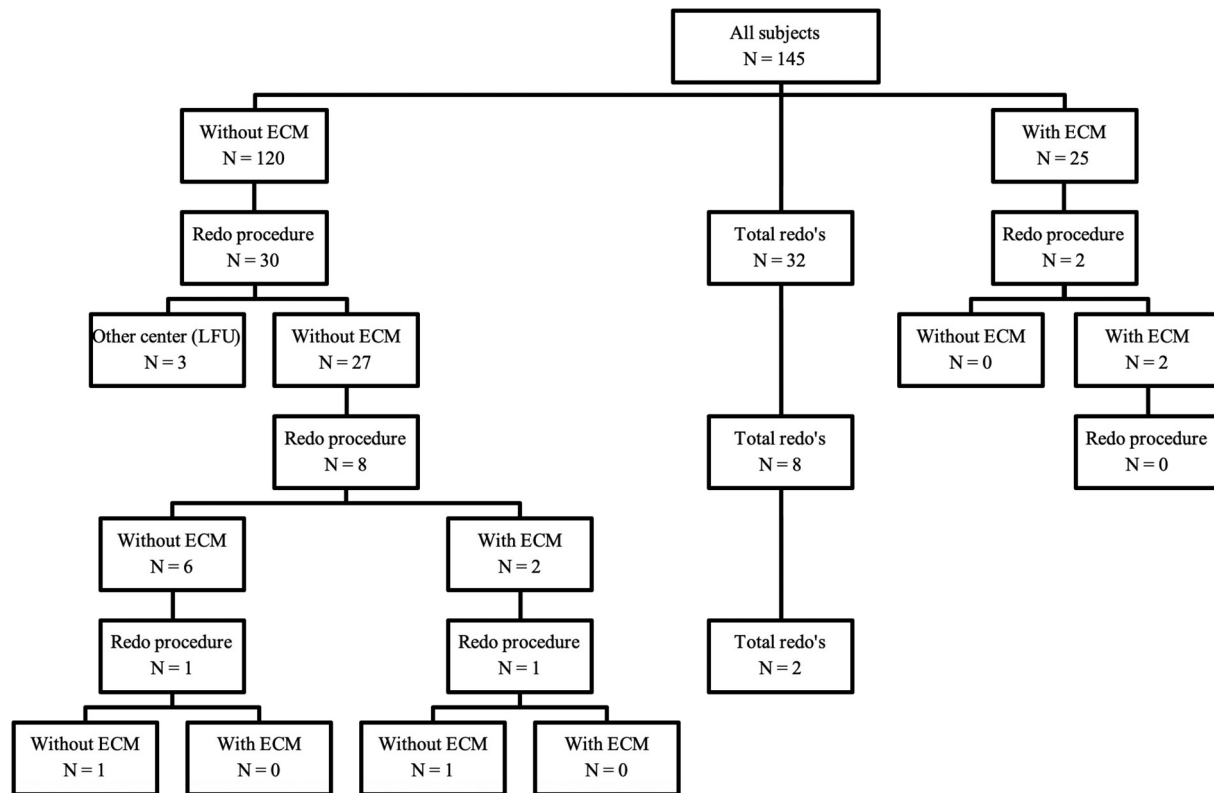 All subjects
N = 145
Without ECM
N = 120
With ECM
N = 25
Redo procedure
N = 30
Total redo's
N = 32
Redo procedure
N = 2
Other center (LFU)
N = 3
Without ECM
N = 27
Without ECM
N = 0
With ECM
N = 2
Redo procedure
N = 8
Total redo's
N = 8
Redo procedure
N = 0
Without ECM
N = 6
With ECM
N = 2
Redo procedure
N = 1
Redo procedure
N = 1
Total redo's
N = 2
Without ECM
N = 1
With ECM
N = 0
Without ECM
N = 1
With ECM
N = 0